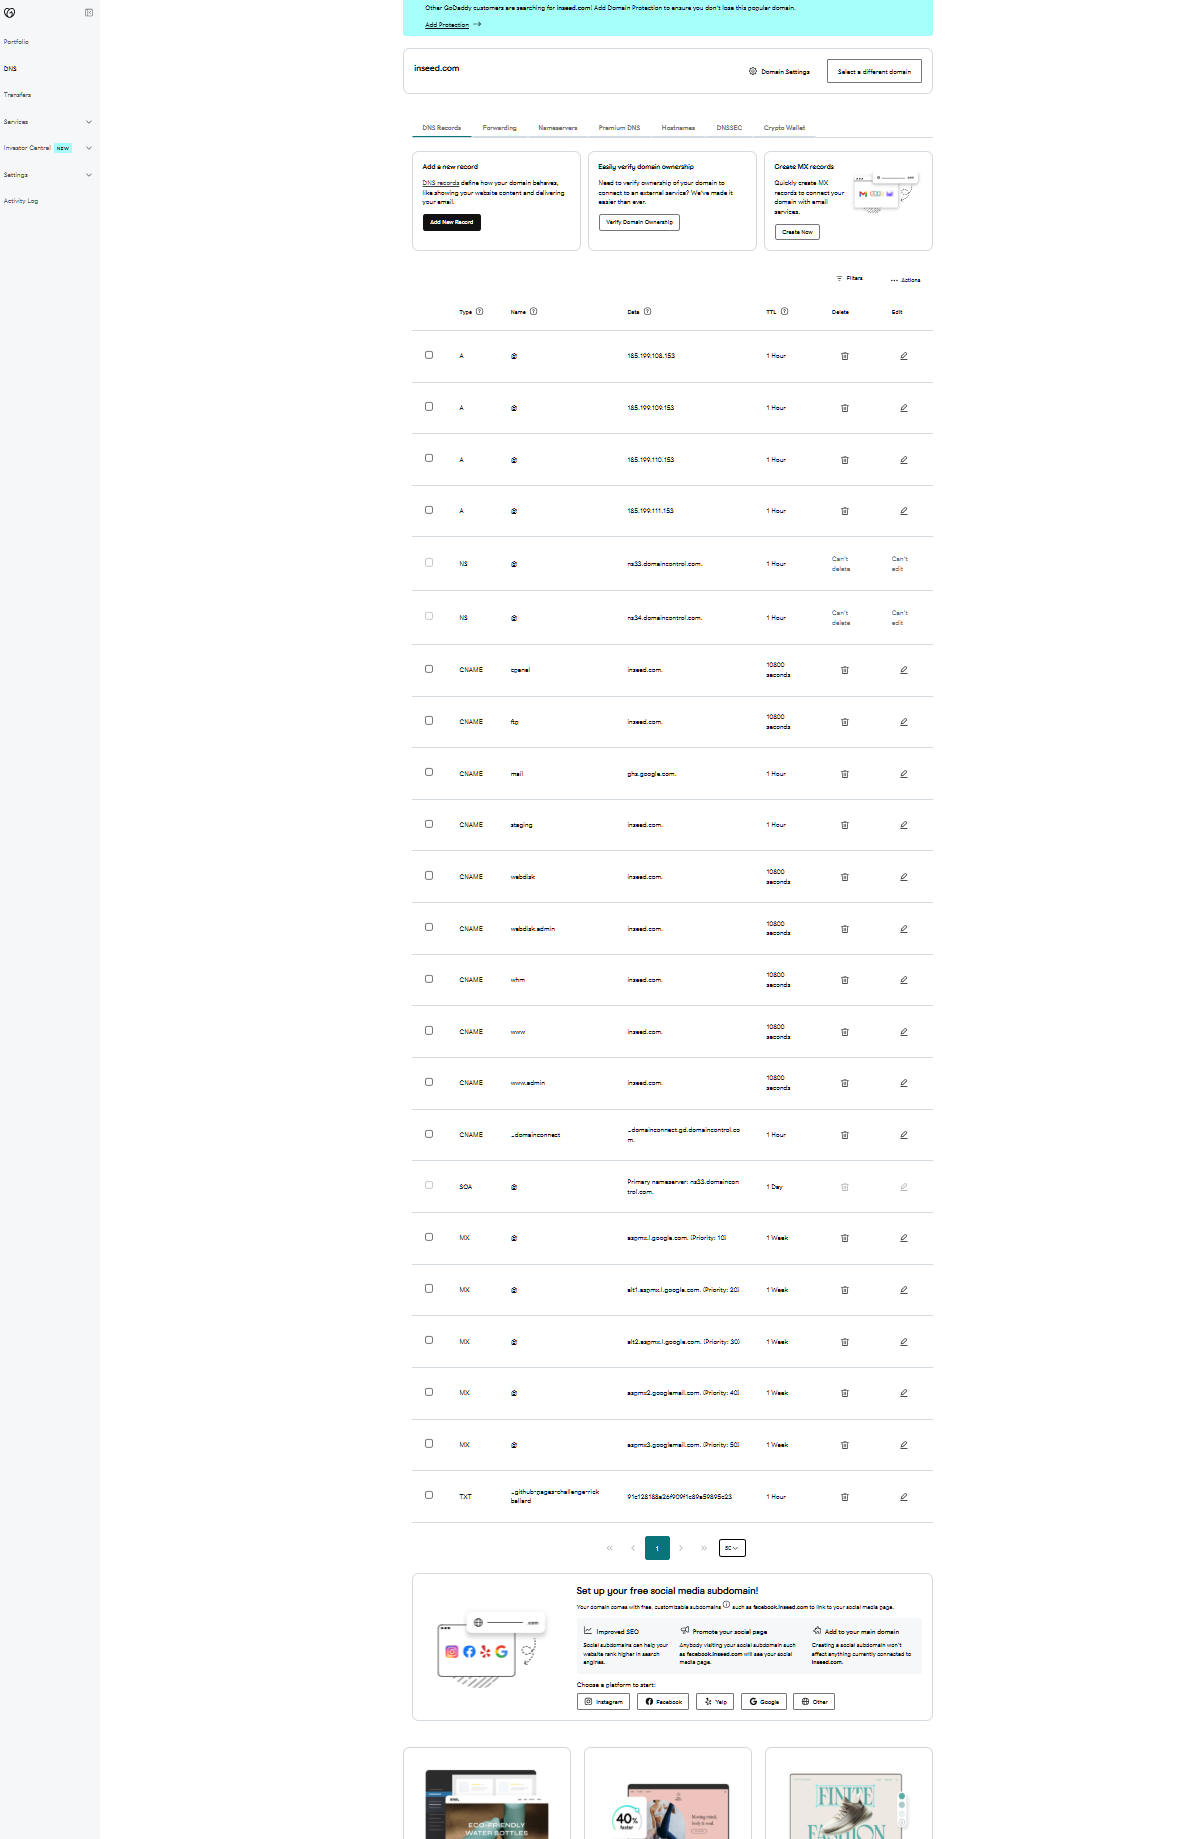 Other GoDaddy customers are searching for inseed.com! Add Domain Protection to ensure you don't lose this popular domain.
Add Protection
Portfolio
DNS
Transfers
Services
Investor Central NEW
Settings
Activity Log
inseed.com
Domain Settings
Select a different domain
DNS Records Forwarding Nameservers Premium DNS Hostnames DNSSEC Crypto Wallet
Add a new record
DNS records define how your domain behaves,
like showing your website content and delivering
your email.
Add New Record
Easily verify domain ownership
Need to verify ownership of your domain to
connect to an external service? We've made it
easier than ever.
Verify Domain Ownership
Create MX records
Quickly create MX
records to connect your
domain with email
services.
Create Now
Filters
Actions
Type Name Data TTL Delete Edit
A @ 185.199.108.153 1 Hour
A @ 185.199.109.153 1 Hour
A @ 185.199.110.153 1 Hour
A @ 185.199.111.153 1 Hour
NS @ ns33.domaincontrol.com. 1 Hour Can't delete Can't edit
NS @ ns34.domaincontrol.com. 1 Hour Can't delete Can't edit
CNAME cpanel inseed.com. 10800 seconds
CNAME ftp inseed.com. 10800 seconds
CNAME mail ghs.google.com. 1 Hour
CNAME staging inseed.com. 1 Hour
CNAME webdisk inseed.com. 10800 seconds
CNAME webdisk.admin inseed.com. 10800 seconds
CNAME whm inseed.com. 10800 seconds
CNAME www inseed.com. 10800 seconds
CNAME www.admin inseed.com. 10800 seconds
CNAME _domainconnect _domainconnect.gd.domaincontrol.com. 1 Hour
SOA @ Primary nameserver: ns33.domaincontrol.com. 1 Day
MX @ aspmx.l.google.com. (Priority: 10) 1 Week
MX @ alt1.aspmx.l.google.com. (Priority: 20) 1 Week
MX @ alt2.aspmx.l.google.com. (Priority: 30) 1 Week
MX @ aspmx2.googlemail.com. (Priority: 40) 1 Week
MX @ aspmx3.googlemail.com. (Priority: 50) 1 Week
TXT _github-pages-challenge-rickballard 91c128188a26f909f1c89a59895c23 1 Hour
1
50
Set up your free social media subdomain!
Your domain comes with free, customizable subdomains such as facebook.inseed.com to link to your social media page.
.com
Improved SEO
Social subdomains can help your
website rank higher in search
engines.
Promote your social page
Anybody visiting your social subdomain such
as facebook.inseed.com will see your social
media page.
Add to your main domain
Creating a social subdomain won't
affect anything currently connected to
inseed.com.
Choose a platform to start:
Instagram
Facebook
Yelp
Google
Other
ECO-FRIENDLY
WATER BOTTLES
40%
faster
Moving mind,
body & soul.
FINITE
FASHION